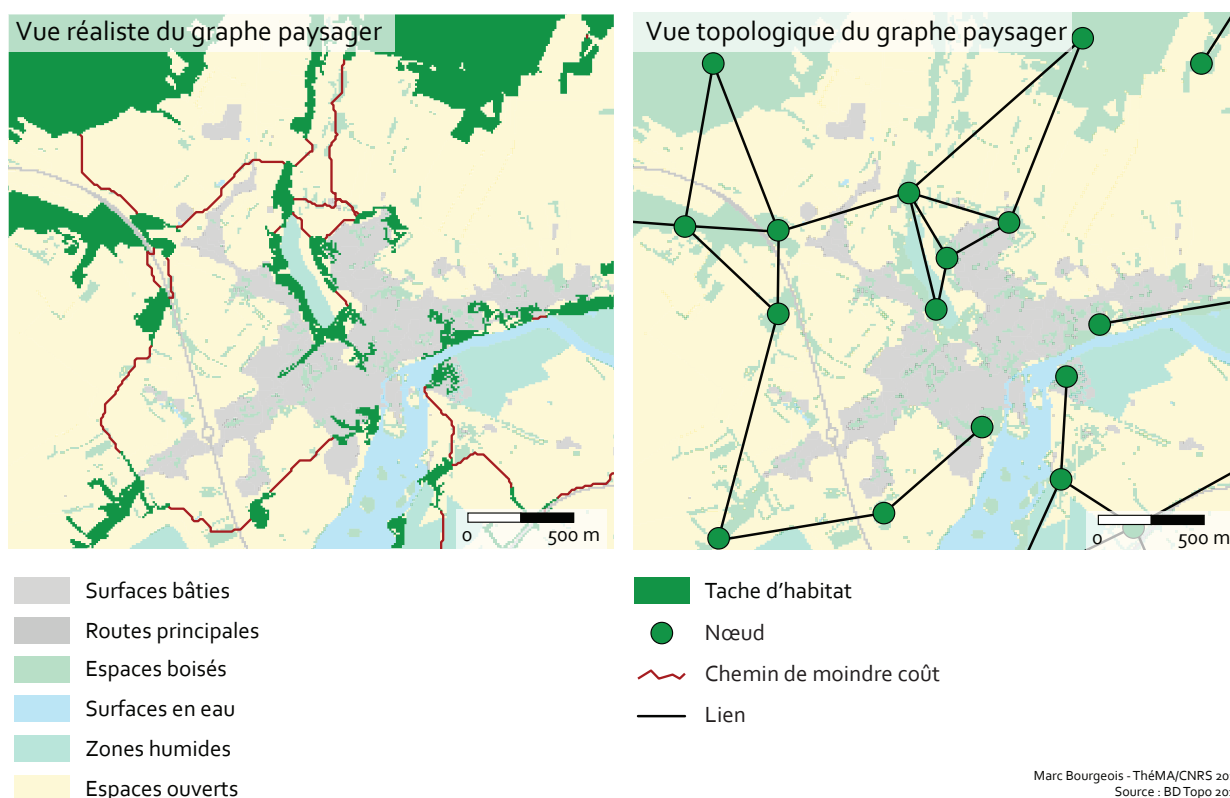 Vue réaliste du graphe paysager
Vue topologique du graphe paysager
0 500 m
0 500 m
Surfaces bâties
Routes principales
Espaces boisés
Surfaces en eau
Zones humides
Espaces ouverts
Tache d'habitat
Nœud
Chemin de moindre coût
Lien
Marc Bourgeois - ThéMA/CNRS 20
Source : BD Topo 20